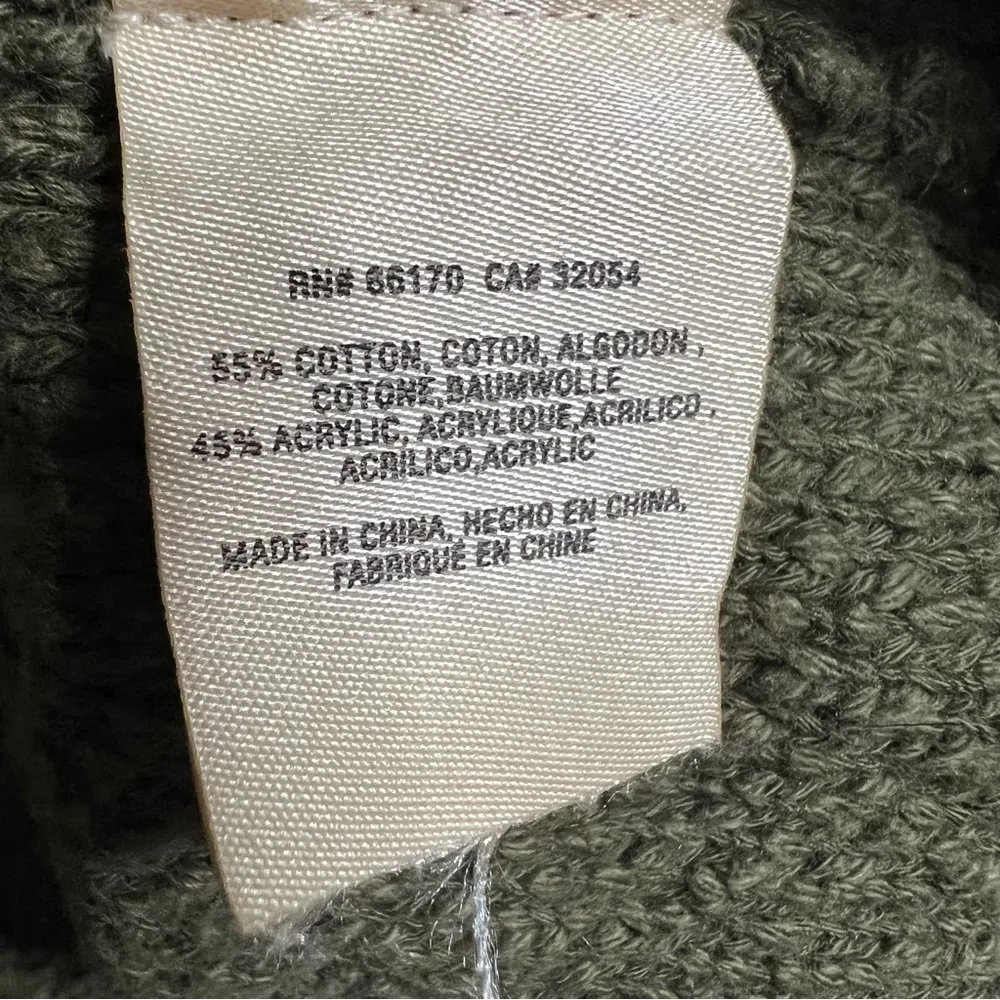 RN# 66170 CA# 32054
55% COTTON, COTON, ALGODON,
COTONE,BAUMWOLLE
45% ACRYLIC, ACRYLIQUE,ACRILICO,
ACRILICO,ACRYLIC
MADE IN CHINA, HECHO EN CHINA,
FABRIQUE EN CHINE